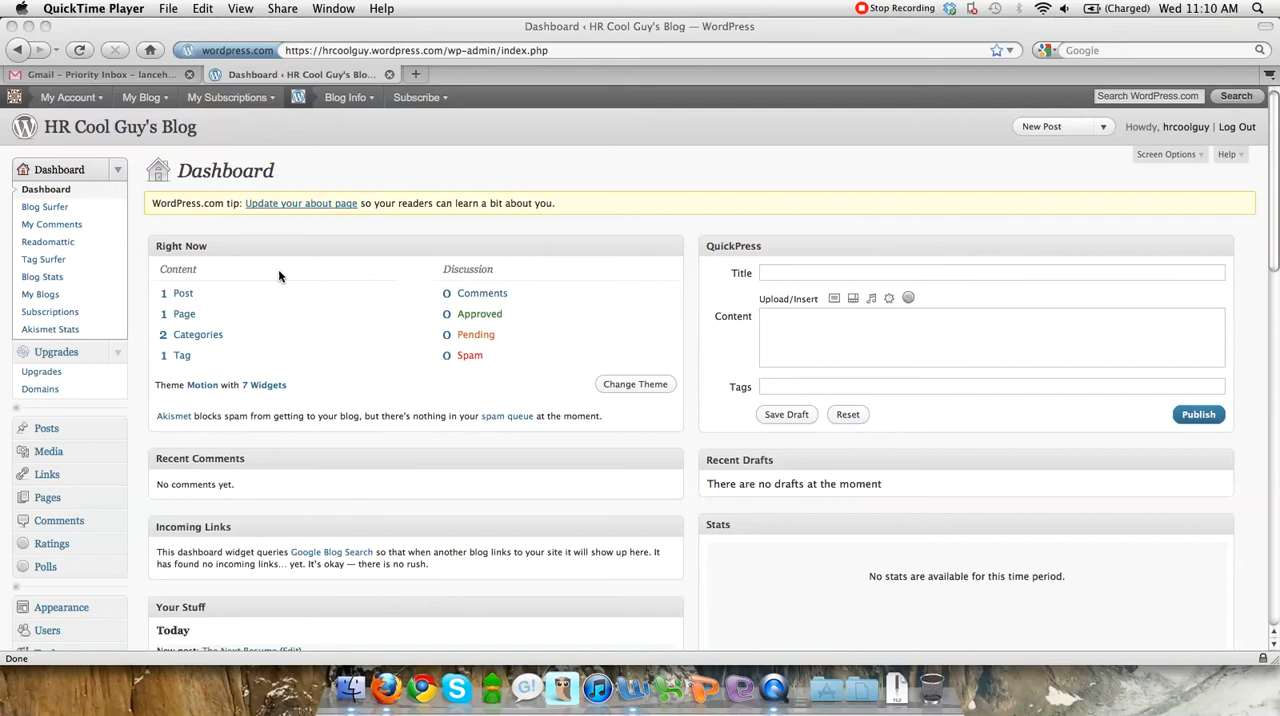 QuickTime Player File Edit View Share Window Help Stop Recording (Charged) Wed 11:10 AM
Dashboard ‹ HR Cool Guy's Blog — WordPress
wordpress.com https://hrcoolguy.wordpress.com/wp-admin/index.php Google
Gmail – Priority Inbox – lanceh... Dashboard ‹ HR Cool Guy's Blo...
My Account My Blog My Subscriptions Blog Info Subscribe Search WordPress.com Search
HR Cool Guy's Blog New Post Howdy, hrcoolguy | Log Out
Screen Options Help
Dashboard
Dashboard
Blog Surfer
My Comments
Readomattic
Tag Surfer
Blog Stats
My Blogs
Subscriptions
Akismet Stats
Upgrades
Upgrades
Domains
Posts
Media
Links
Pages
Comments
Ratings
Polls
Appearance
Users
Dashboard
WordPress.com tip: Update your about page so your readers can learn a bit about you.
Right Now
Content Discussion
1 Post 0 Comments
1 Page 0 Approved
2 Categories 0 Pending
1 Tag 0 Spam
Theme Motion with 7 Widgets Change Theme
Akismet blocks spam from getting to your blog, but there's nothing in your spam queue at the moment.
Recent Comments
No comments yet.
Incoming Links
This dashboard widget queries Google Blog Search so that when another blog links to your site it will show up here. It
has found no incoming links… yet. It's okay — there is no rush.
Your Stuff
Today
New post: The Next Resume (Edit)
QuickPress
Title
Upload/Insert
Content
Tags
Save Draft Reset Publish
Recent Drafts
There are no drafts at the moment
Stats
No stats are available for this time period.
Done